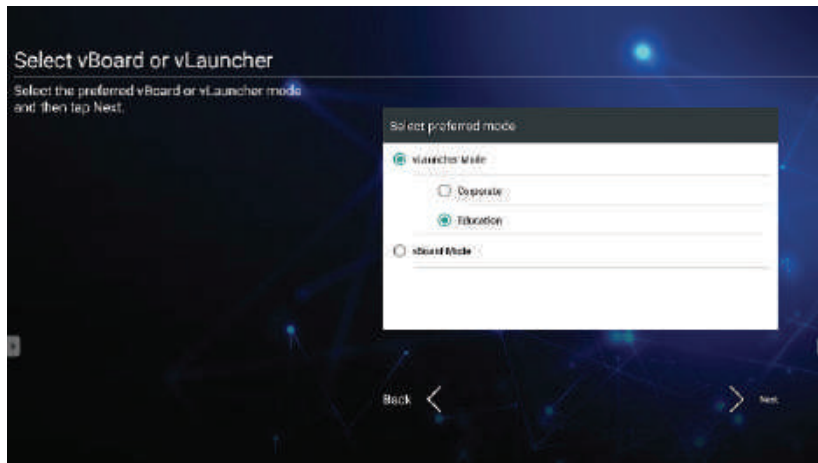 Select vBoard or vLauncher
Select the preferred vBoard or vLauncher mode
and then tap Next.
Select preferred mode
vLauncher Mode
Corporate
Education
vBoard Mode
Back
Next